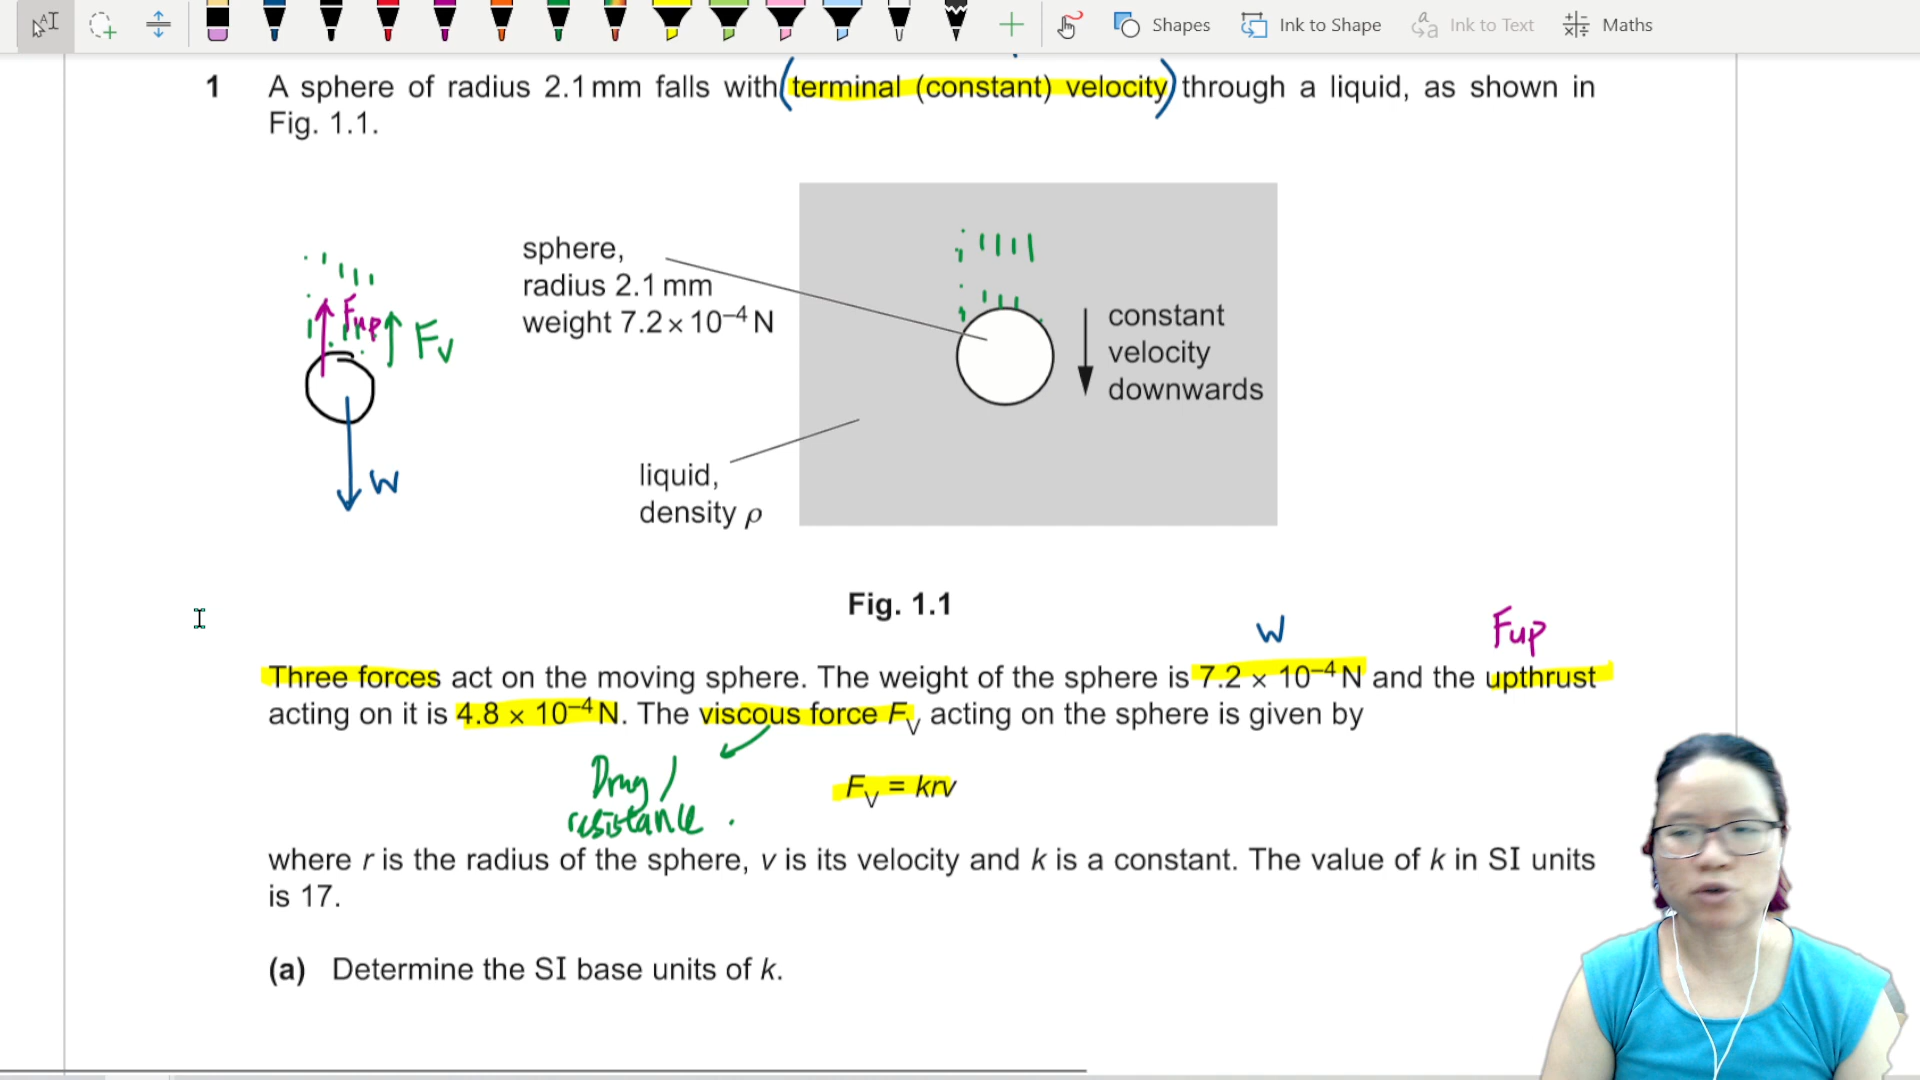 Shapes Ink to Shape Ink to Text Maths
1 A sphere of radius 2.1 mm falls with (terminal (constant) velocity) through a liquid, as shown in
Fig. 1.1.
sphere,
radius 2.1 mm
weight 7.2 × 10⁻⁴ N
constant
velocity
downwards
Fup
Fv
W
liquid,
density ρ
Fig. 1.1
W Fup
Three forces act on the moving sphere. The weight of the sphere is 7.2 × 10⁻⁴ N and the upthrust
acting on it is 4.8 × 10⁻⁴ N. The viscous force F_V acting on the sphere is given by
Drag /
resistance.
F_V = krv
where r is the radius of the sphere, v is its velocity and k is a constant. The value of k in SI units
is 17.
(a) Determine the SI base units of k.